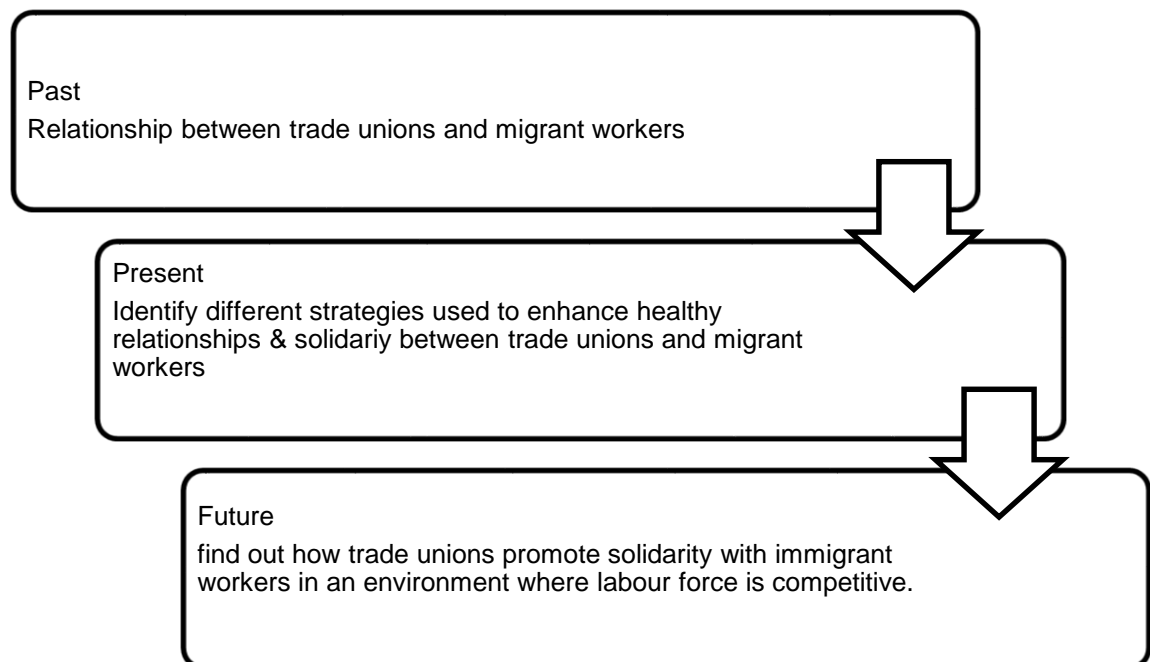 Past
Relationship between trade unions and migrant workers
Present
Identify different strategies used to enhance healthy
relationships & solidariy between trade unions and migrant
workers
Future
find out how trade unions promote solidarity with immigrant
workers in an environment where labour force is competitive.